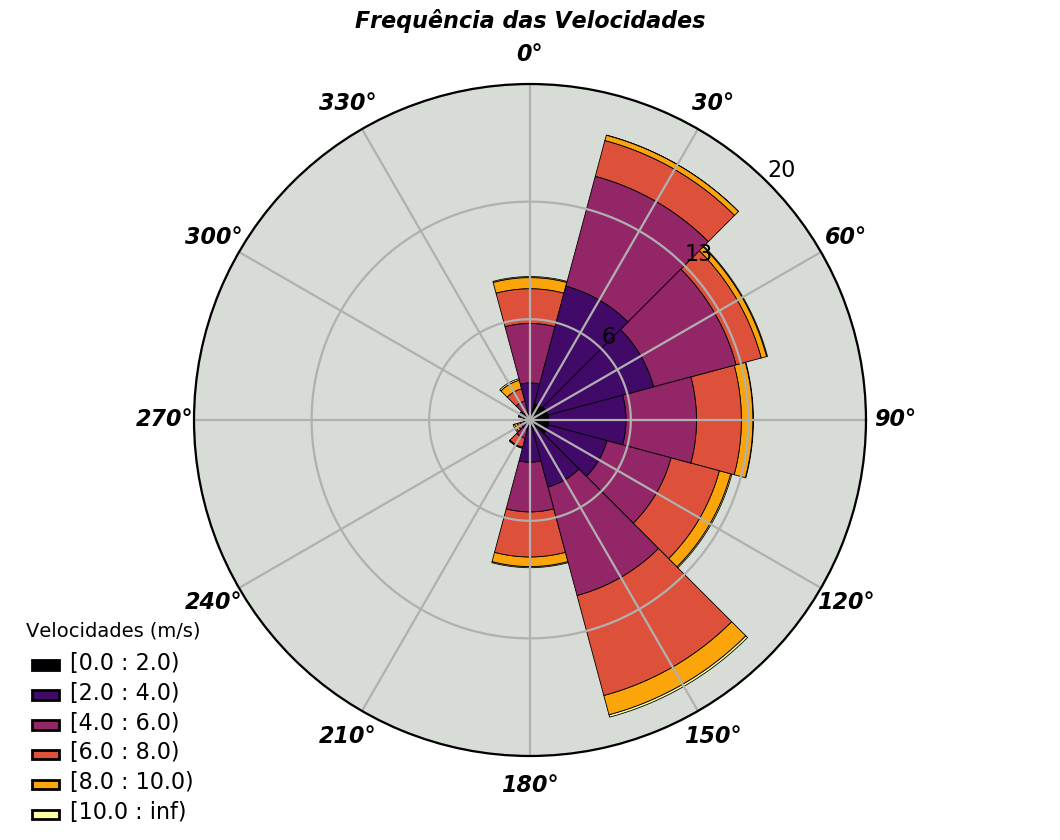 Frequência das Velocidades
0°
330°
30°
20
300°
60°
13
6
270°
90°
240°
120°
210°
150°
180°
Velocidades (m/s)
[0.0 : 2.0)
[2.0 : 4.0)
[4.0 : 6.0)
[6.0 : 8.0)
[8.0 : 10.0)
[10.0 : inf)